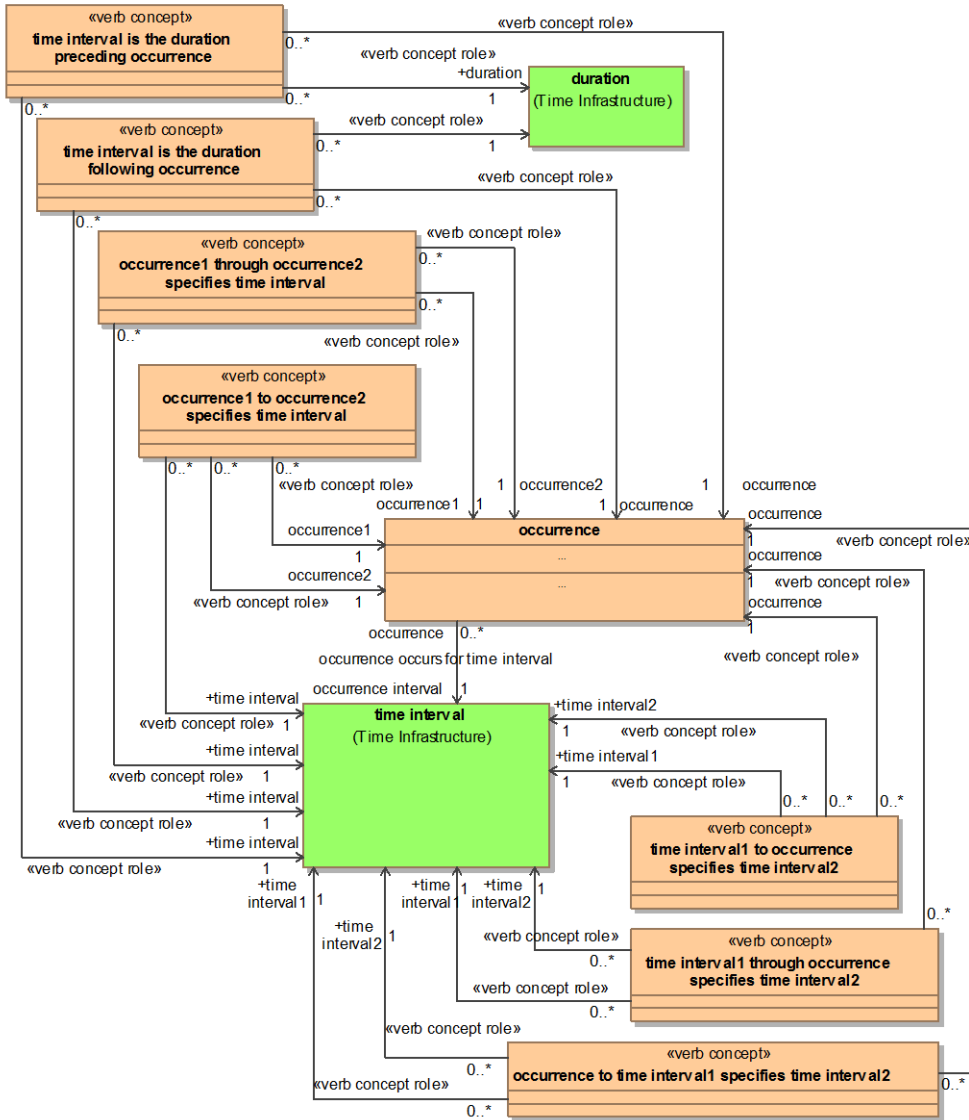 «verb concept»
time interval is the duration
preceding occurrence
0..*
«verb concept role»
«verb concept role»
+duration
0..*
1
duration
(Time Infrastructure)
0..*
«verb concept»
time interval is the duration
following occurrence
0..*
«verb concept role»
1
«verb concept role»
0..*
0..*
«verb concept»
occurrence1 through occurrence2
specifies time interval
«verb concept role»
0..*
0..*
«verb concept role»
0..*
«verb concept»
occurrence1 to occurrence2
specifies time interval
0..*
0..*
0..*
«verb concept role»
1
occurrence2
1
occurrence
occurrence1
1
1
occurrence
occurrence1
1
occurrence
...
...
occurrence
1
«verb concept role»
occurrence
1
«verb concept role»
occurrence2
«verb concept role»
1
occurrence
1
«verb concept role»
occurrence
0..*
occurrence occurs for time interval
occurrence interval
1
+time interval
«verb concept role»
1
time interval
(Time Infrastructure)
+time interval2
1
«verb concept role»
+time interval
«verb concept role»
1
+time interval1
1
«verb concept role»
+time interval
«verb concept role»
1
0..*
0..*
0..*
+time interval
«verb concept role»
1
«verb concept»
time interval1 to occurrence
specifies time interval2
+time
interval1
1
+time
interval2
1
+time
interval1
1
+time
interval2
1
0..*
«verb concept»
time interval1 through occurrence
specifies time interval2
«verb concept role»
0..*
«verb concept role»
0..*
«verb concept role»
0..*
«verb concept role»
0..*
«verb concept»
occurrence to time interval1 specifies time interval2
0..*